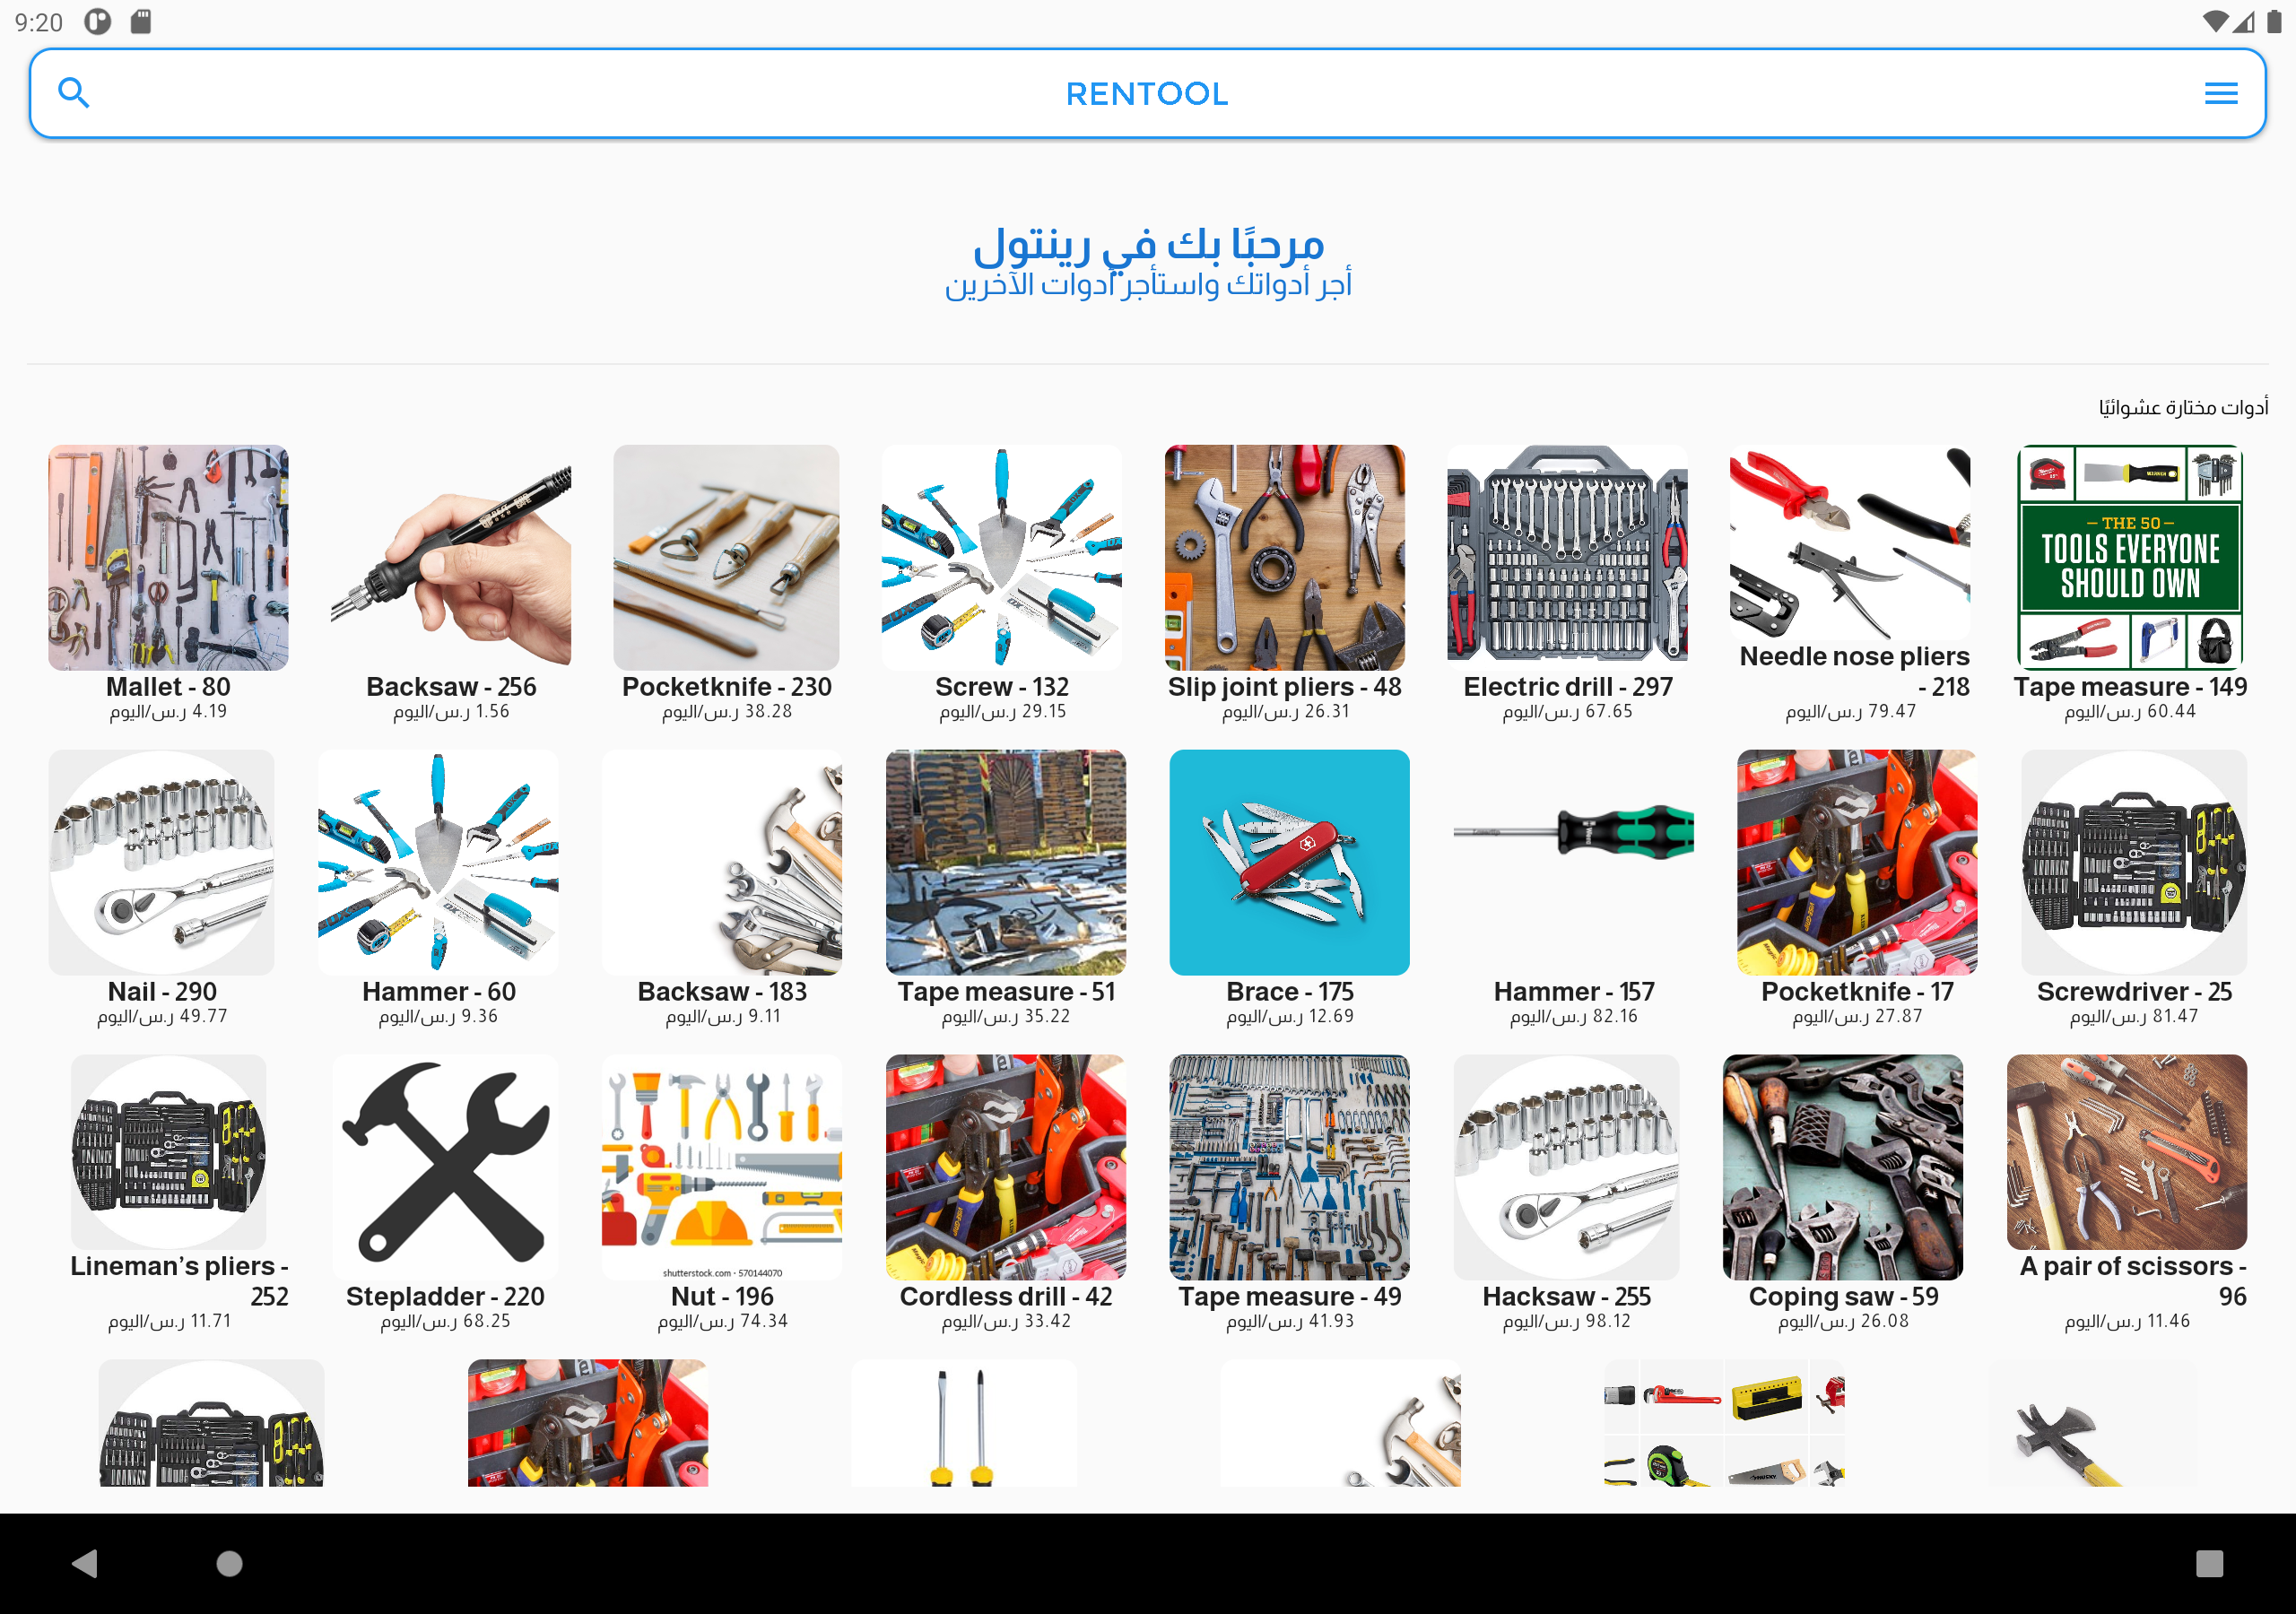 9:20
RENTOOL
مرحبًا بك في رينتول
أجر أدواتك واستأجر أدوات الآخرين
أدوات مختارة عشوائيًا
THE 50
TOOLS EVERYONE
SHOULD OWN
Tape measure - 149
60.44 ر.س/اليوم
Needle nose pliers
- 218
79.47 ر.س/اليوم
Electric drill - 297
67.65 ر.س/اليوم
Slip joint pliers - 48
26.31 ر.س/اليوم
Screw - 132
29.15 ر.س/اليوم
Pocketknife - 230
38.28 ر.س/اليوم
Backsaw - 256
1.56 ر.س/اليوم
Mallet - 80
4.19 ر.س/اليوم
Screwdriver - 25
81.47 ر.س/اليوم
Pocketknife - 17
27.87 ر.س/اليوم
Hammer - 157
82.16 ر.س/اليوم
Brace - 175
12.69 ر.س/اليوم
Tape measure - 51
35.22 ر.س/اليوم
Backsaw - 183
9.11 ر.س/اليوم
Hammer - 60
9.36 ر.س/اليوم
Nail - 290
49.77 ر.س/اليوم
A pair of scissors -
96
11.46 ر.س/اليوم
Coping saw - 59
26.08 ر.س/اليوم
Hacksaw - 255
98.12 ر.س/اليوم
Tape measure - 49
41.93 ر.س/اليوم
Cordless drill - 42
33.42 ر.س/اليوم
shutterstock.com • 570144070
Nut - 196
74.34 ر.س/اليوم
Stepladder - 220
68.25 ر.س/اليوم
Lineman's pliers -
252
11.71 ر.س/اليوم